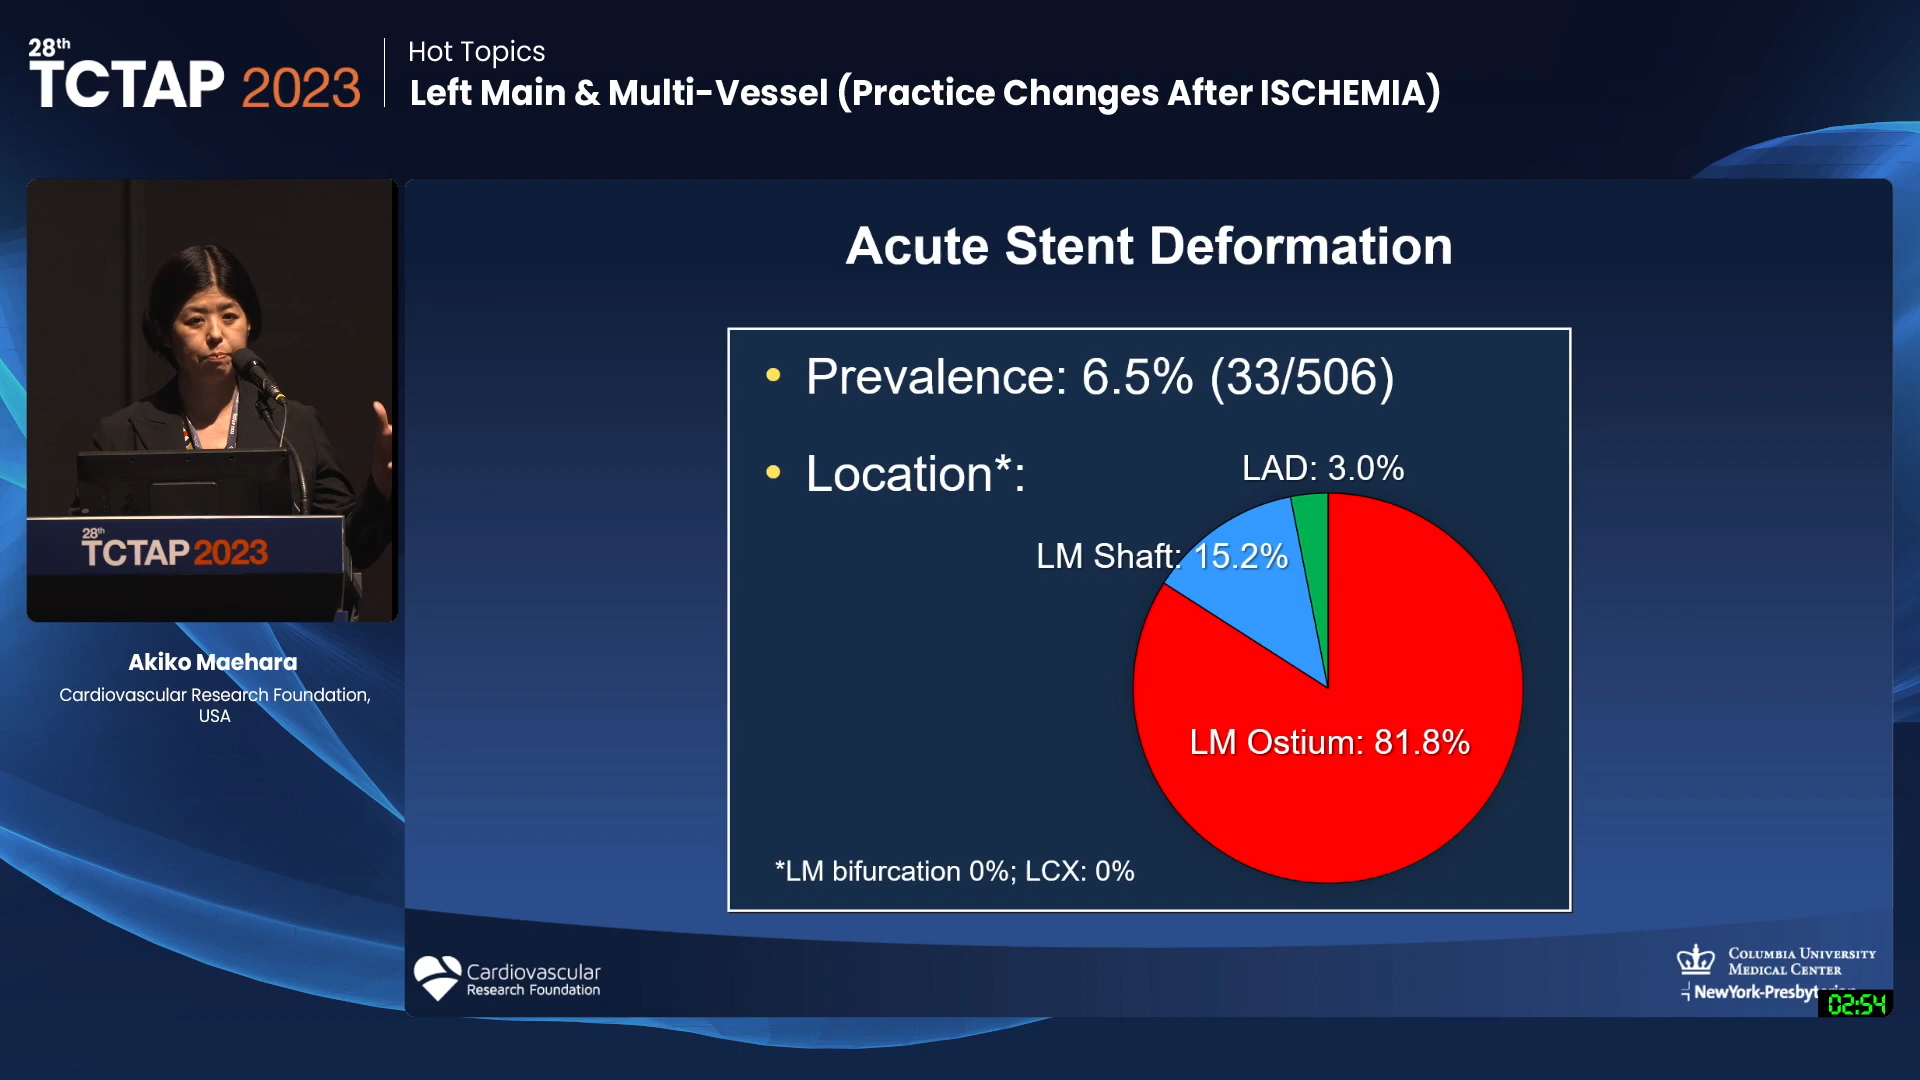 28th
TCTAP 2023
Hot Topics
Left Main & Multi-Vessel (Practice Changes After ISCHEMIA)
28th
TCTAP 2023
Akiko Maehara
Cardiovascular Research Foundation,
USA
Acute Stent Deformation
• Prevalence: 6.5% (33/506)
• Location*:
LAD: 3.0%
LM Shaft: 15.2%
LM Ostium: 81.8%
*LM bifurcation 0%; LCX: 0%
Cardiovascular
Research Foundation
Columbia University
Medical Center
NewYork-Presbyt
02:54